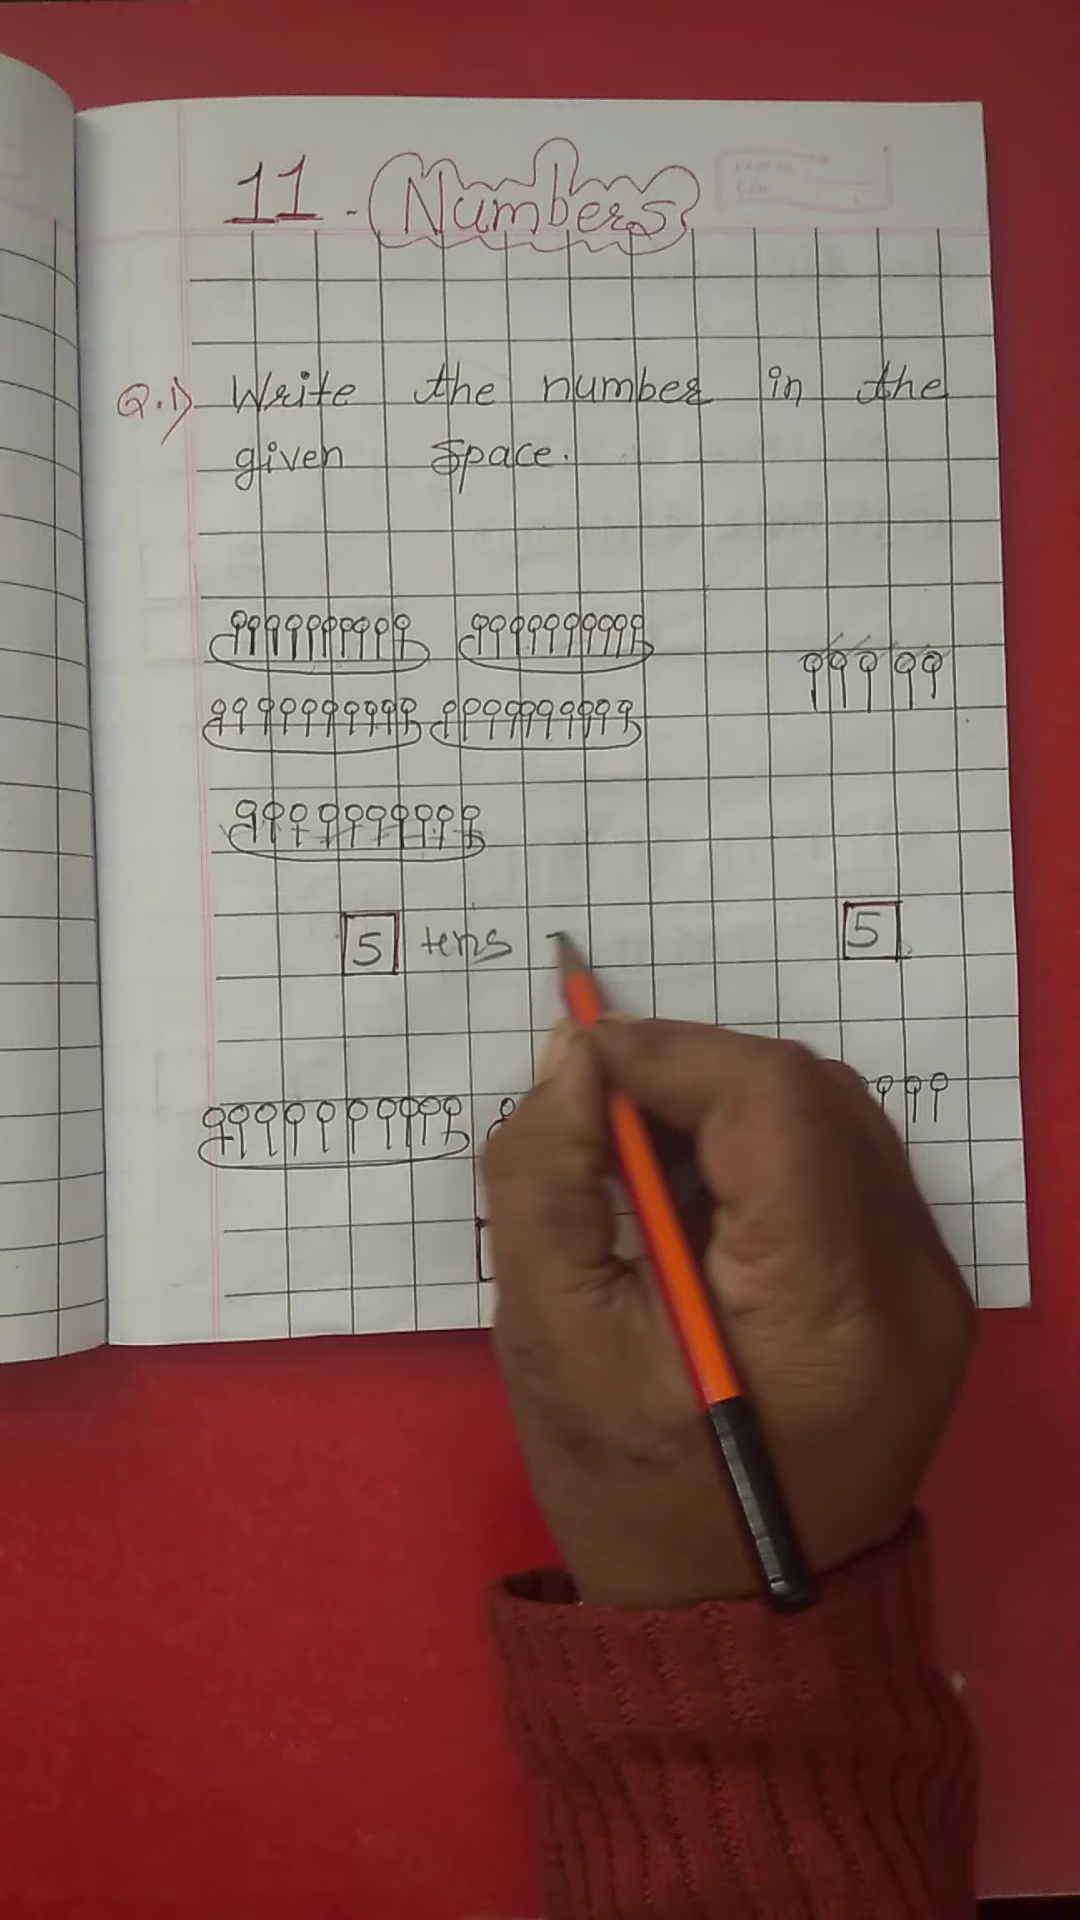 11. Numbers
Q.1) Write the number in the
given space.
5 tens 5